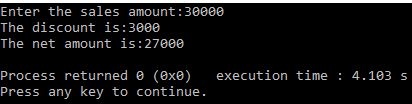 Enter the sales amount:30000
The discount is:3000
The net amount is:27000
Process returned 0 (0x0)   execution time : 4.103 s
Press any key to continue.